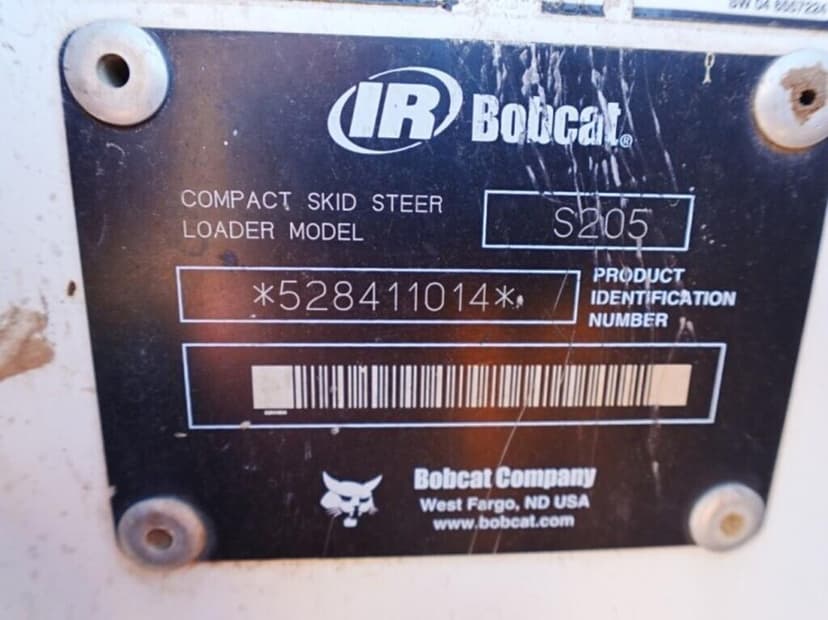 IR Bobcat®
COMPACT SKID STEER
LOADER MODEL
S205
*528411014*
PRODUCT
IDENTIFICATION
NUMBER
Bobcat Company
West Fargo, ND USA
www.bobcat.com